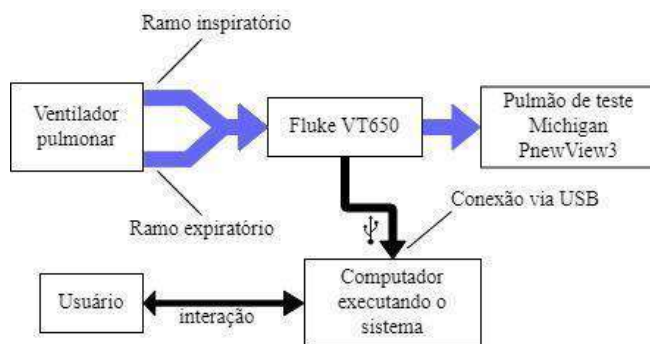 Ramo inspiratório
Ventilador
pulmonar
Fluke VT650
Pulmão de teste
Michigan
PnewView3
Ramo expiratório
Conexão via USB
Usuário
interação
Computador
executando o
sistema